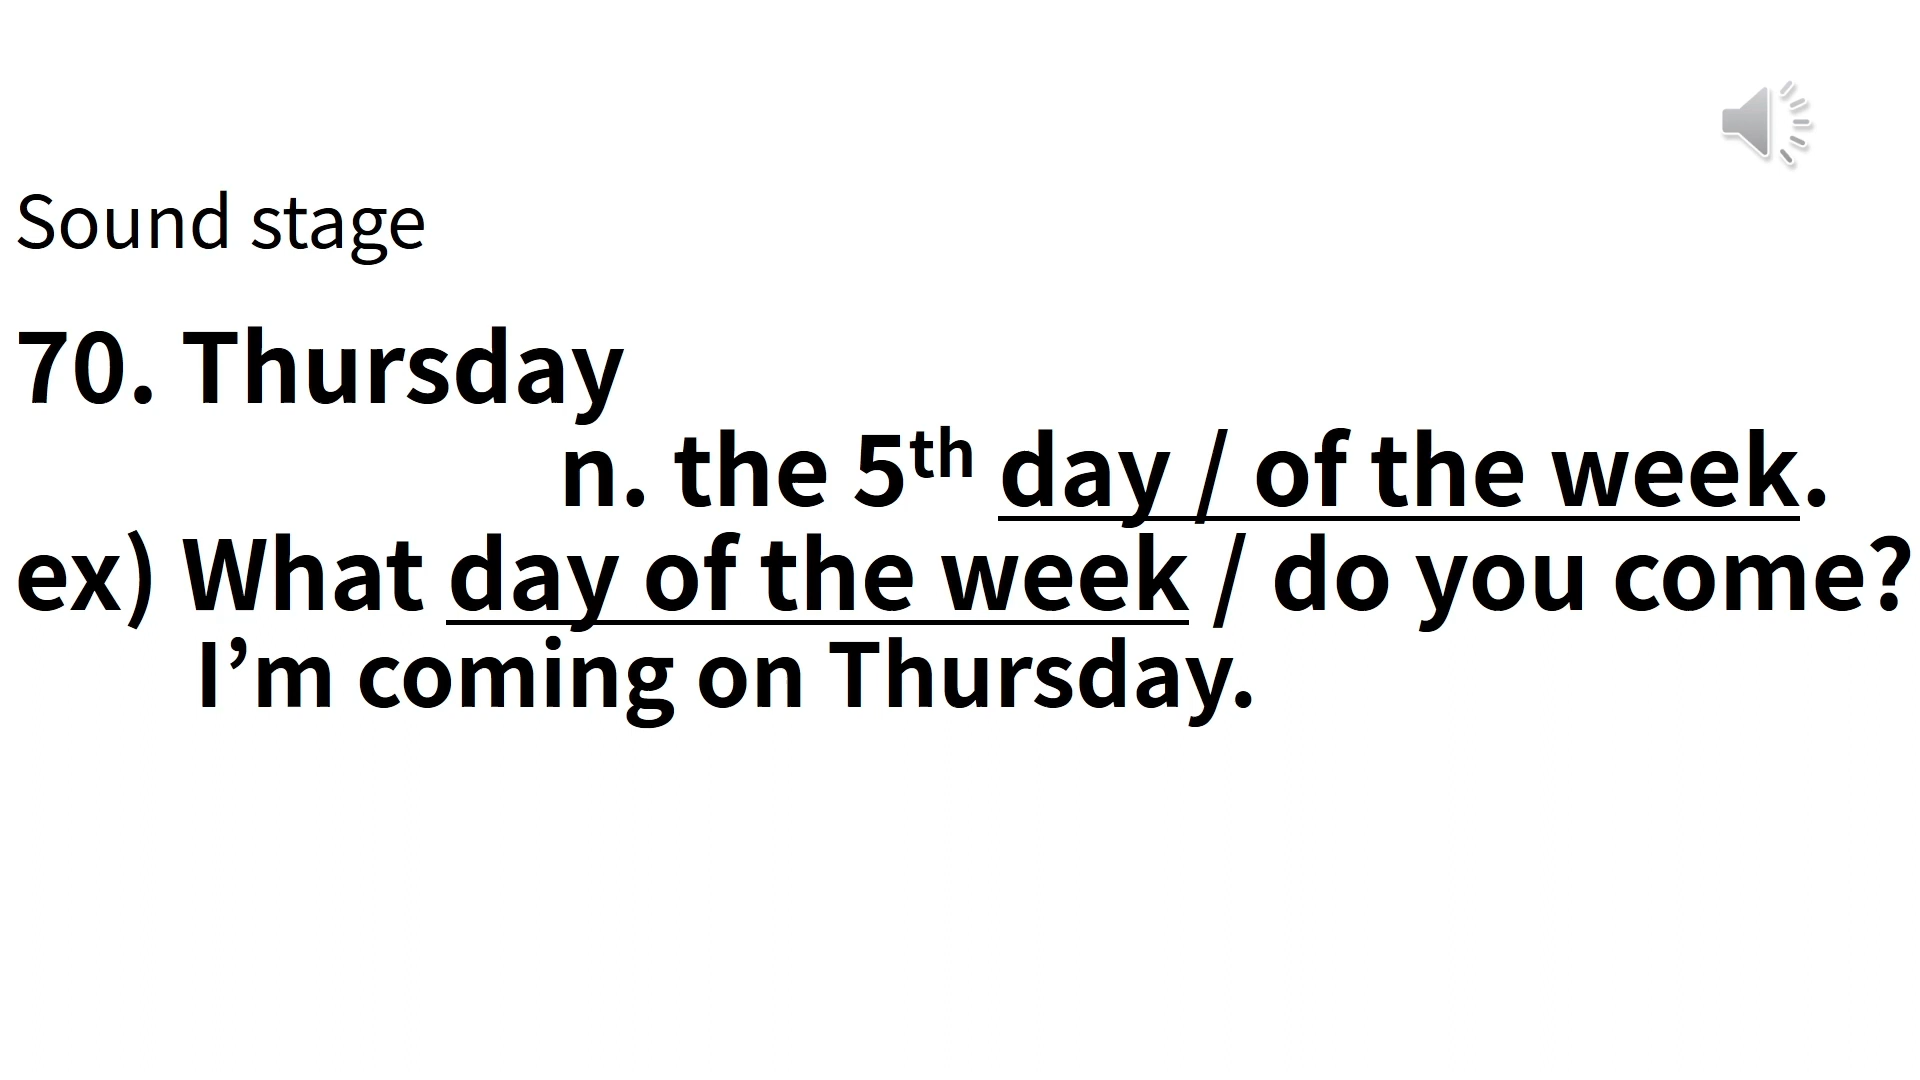 Sound stage
70. Thursday
n. the 5th day / of the week.
ex) What day of the week / do you come?
I’m coming on Thursday.